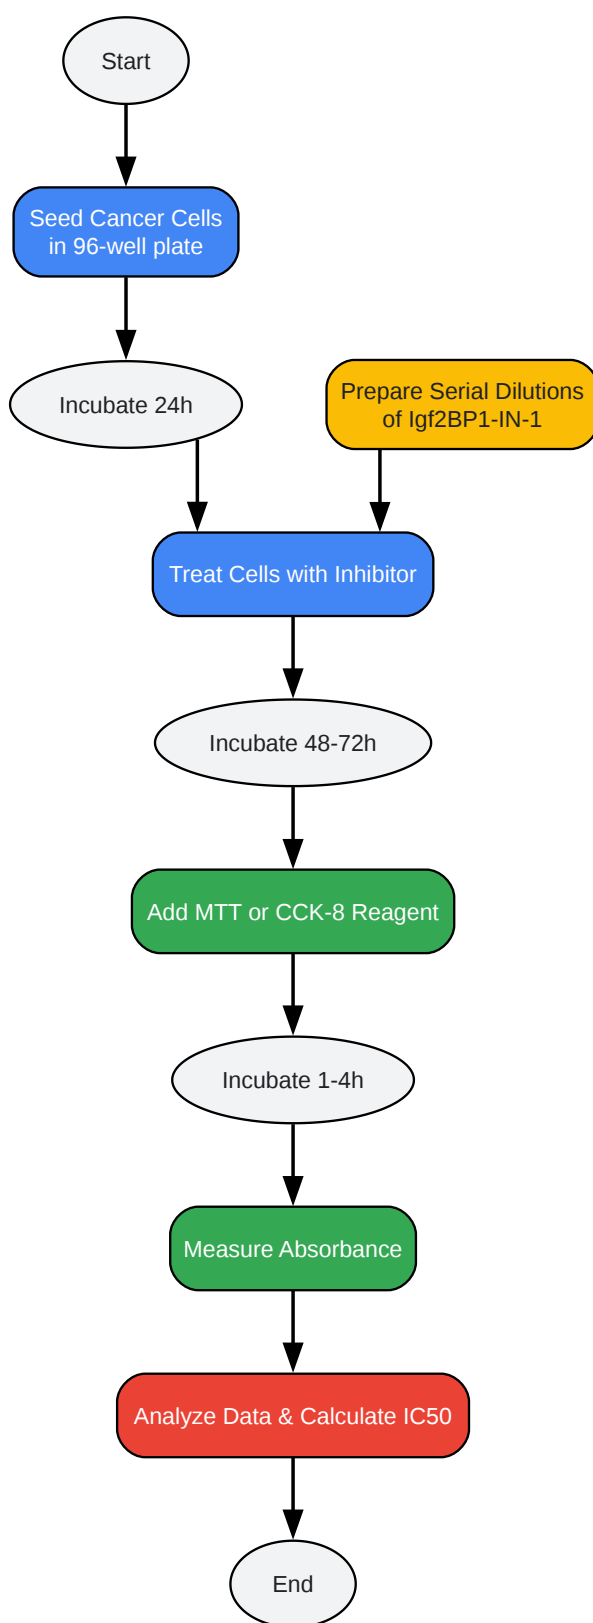 Start
Seed Cancer Cells
in 96-well plate
Incubate 24h
Prepare Serial Dilutions
of Igf2BP1-IN-1
Treat Cells with Inhibitor
Incubate 48-72h
Add MTT or CCK-8 Reagent
Incubate 1-4h
Measure Absorbance
Analyze Data & Calculate IC50
End